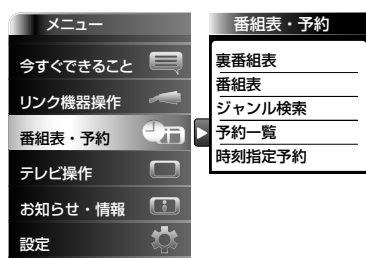 メニュー
今すぐできること
リンク機器操作
番組表・予約
テレビ操作
お知らせ・情報
設定
番組表・予約
裏番組表
番組表
ジャンル検索
予約一覧
時刻指定予約